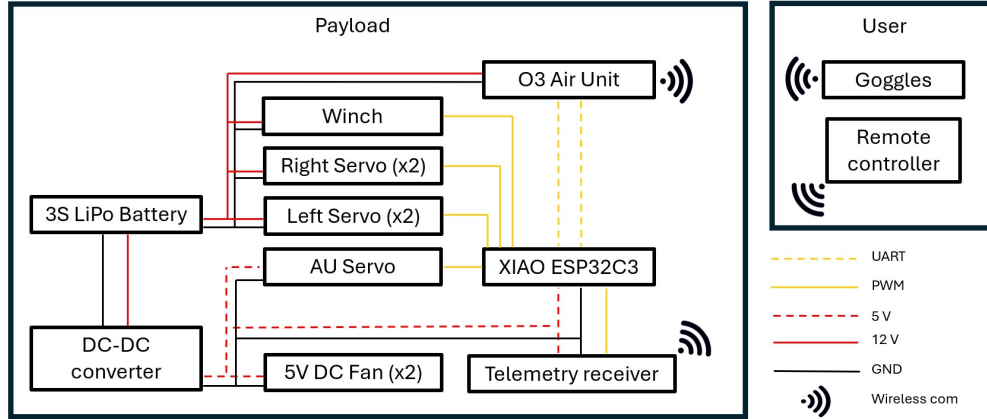 Payload
User
O3 Air Unit
Goggles
Winch
Remote
controller
Right Servo (x2)
3S LiPo Battery
Left Servo (x2)
AU Servo
XIAO ESP32C3
UART
PWM
5 V
12 V
DC-DC
converter
5V DC Fan (x2)
Telemetry receiver
GND
Wireless com